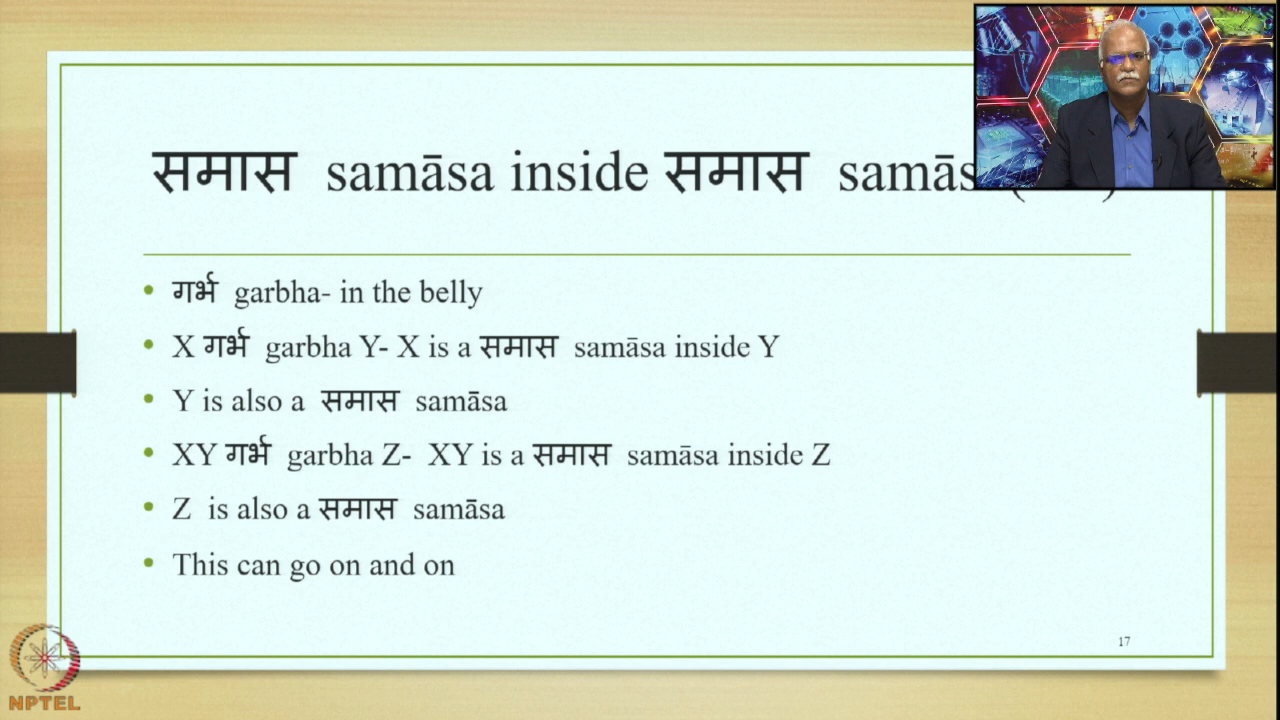 समास samāsa inside समास
गर्भ garbha- in the belly
X गर्भ garbha Y- X is a समास samāsa inside Y
Y is also a समास samāsa
XY गर्भ garbha Z- XY is a समास samāsa inside Z
Z is also a समास samāsa
This can go on and on
17
NPTEL